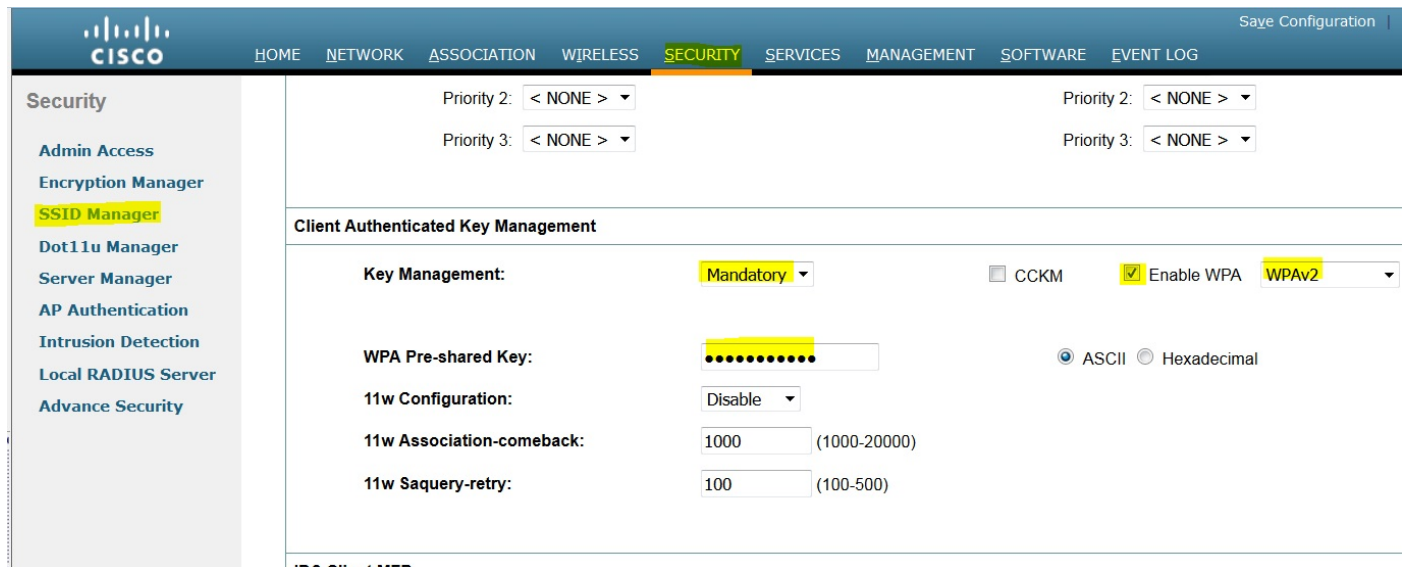 Save Configuration |
CISCO
HOME NETWORK ASSOCIATION WIRELESS SECURITY SERVICES MANAGEMENT SOFTWARE EVENT LOG
Security
Admin Access
Encryption Manager
SSID Manager
Dot11u Manager
Server Manager
AP Authentication
Intrusion Detection
Local RADIUS Server
Advance Security
Priority 2: < NONE > Priority 2: < NONE >
Priority 3: < NONE > Priority 3: < NONE >
Client Authenticated Key Management
Key Management: Mandatory CCKM Enable WPA WPAv2
WPA Pre-shared Key: ●●●●●●●●●●● ASCII Hexadecimal
11w Configuration: Disable
11w Association-comeback: 1000 (1000-20000)
11w Saquery-retry: 100 (100-500)